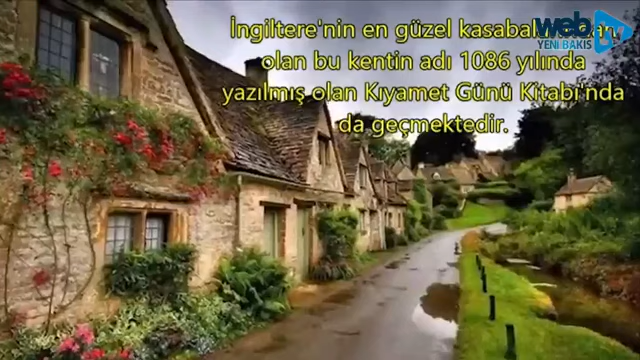 İngiltere'nin en güzel
olan bu kentin adı 1086 yılında
yazılmış olan Kıyamet Günü Kitabı'nda
da geçmektedir.
web
YENİ BAKIŞ